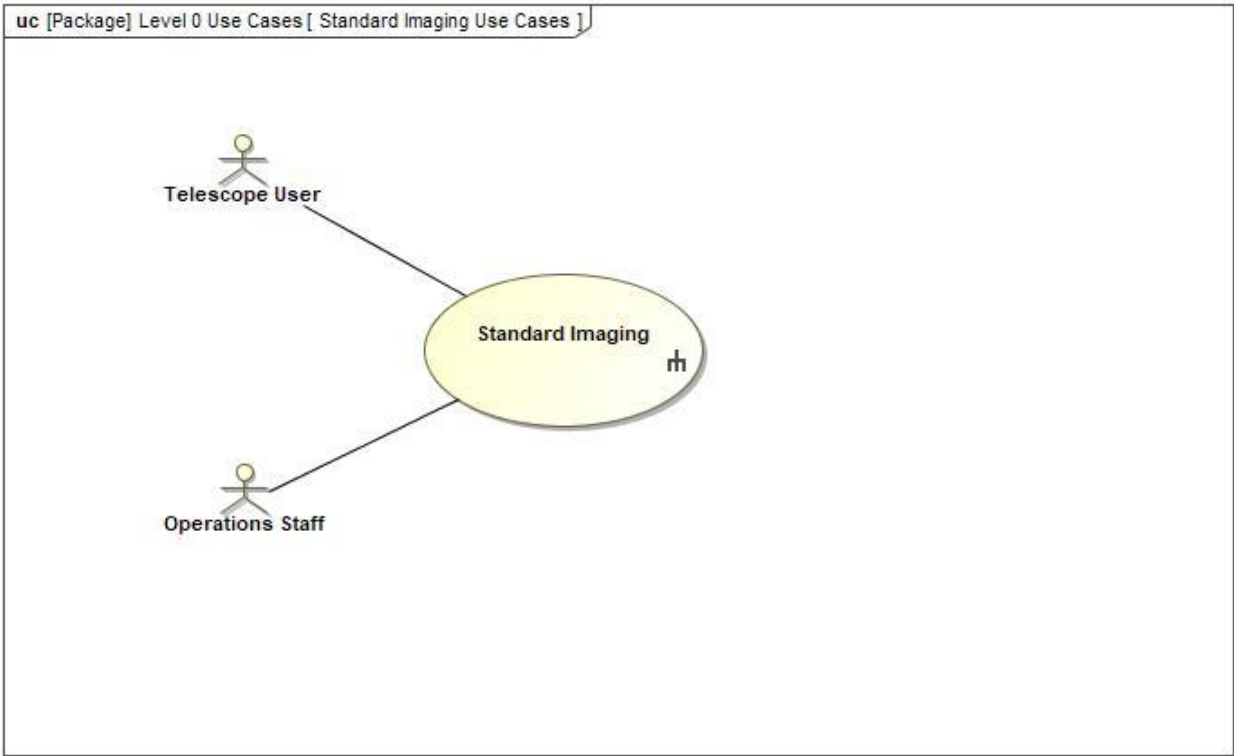 uc [Package] Level 0 Use Cases [ Standard Imaging Use Cases ]
Telescope User
Standard Imaging
Operations Staff